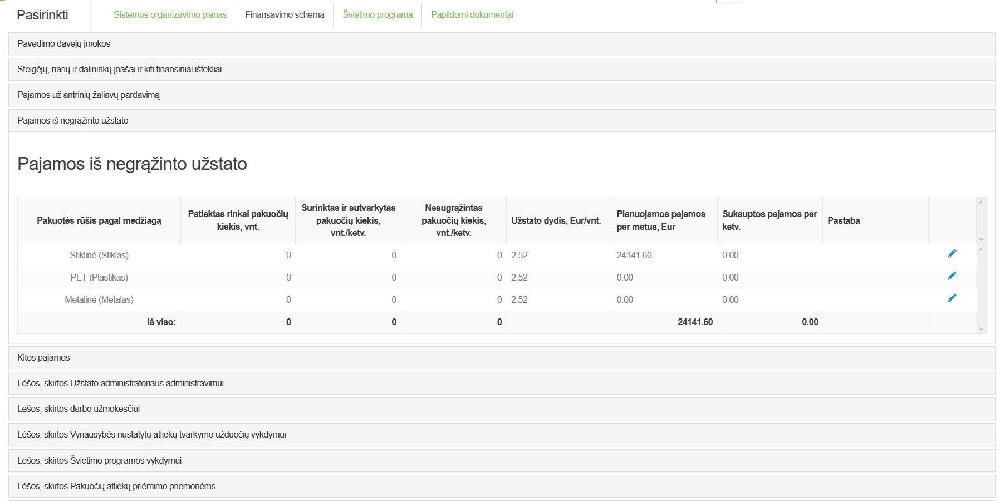 Pasirinkti
Sistemos organizavimo planas
Finansavimo schema
Švietimo programa
Papildomi dokumentai
Pavedimo davėjų įmokos
Steigėjų, narių ir dalininkų įnašai ir kiti finansiniai ištekliai
Pajamos už antrinių žaliavų pardavimą
Pajamos iš negrąžinto užstato
Pajamos iš negrąžinto užstato
Pakuotės rūšis pagal medžiagą
Patiektas rinkai pakuočių
kiekis, vnt.
Surinktas ir sutvarkytas
pakuočių kiekis,
vnt./ketv.
Nesugrąžintas
pakuočių kiekis,
vnt./ketv.
Užstato dydis, Eur/vnt.
Planuojamos pajamos
per metus, Eur
Sukauptos pajamos per
ketv.
Pastaba
Stiklinė (Stiklas) 0 0 0 2.52 24141.60 0.00
PET (Plastikas) 0 0 0 2.52 0.00 0.00
Metalinė (Metalas) 0 0 0 2.52 0.00 0.00
Iš viso: 0 0 0 24141.60 0.00
Kitos pajamos
Lėšos, skirtos Užstato administratoriaus administravimui
Lėšos, skirtos darbo užmokesčiui
Lėšos, skirtos Vyriausybės nustatytų atliekų tvarkymo užduočių vykdymui
Lėšos, skirtos Švietimo programos vykdymui
Lėšos, skirtos Pakuočių atliekų priėmimo priemonėms